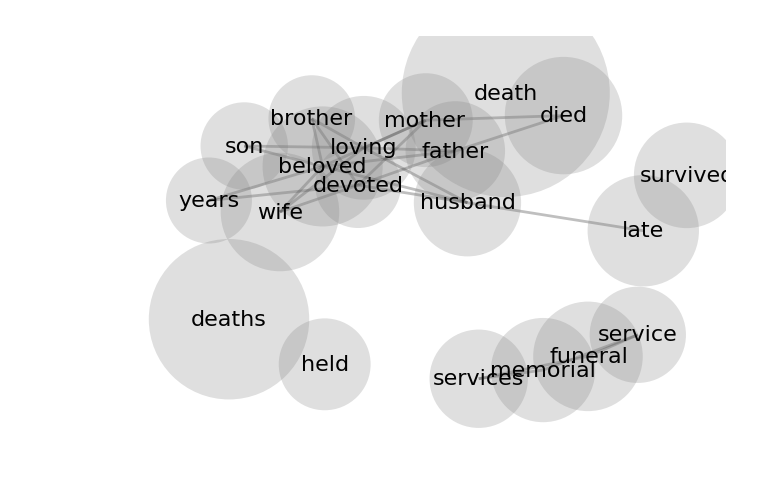 death
died
brother
mother
son
loving
father
beloved
survived
devoted
years
husband
wife
late
deaths
service
funeral
held
memorial
services